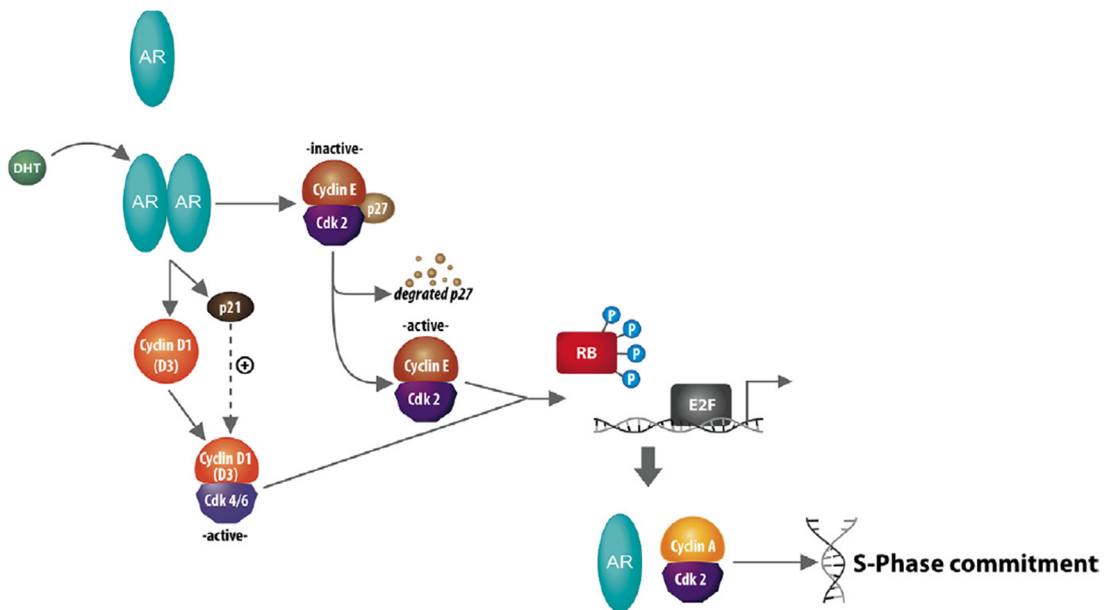 AR
DHT
AR AR
-inactive-
Cyclin E
p27
Cdk 2
degrated p27
p21
Cyclin D1
(D3)
+
-active-
Cyclin E
Cdk 2
P
P
RB
P
P
E2F
Cyclin D1
(D3)
Cdk 4/6
-active-
AR
Cyclin A
Cdk 2
S-Phase commitment